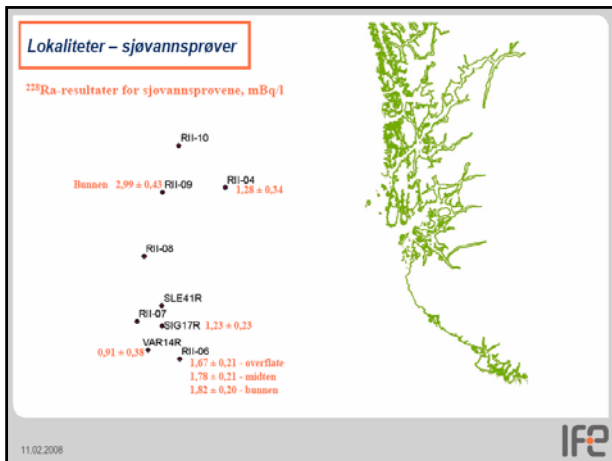 Lokaliteter – sjøvannsprøver
²²⁸Ra-resultater for sjøvannsprøvene, mBq/l
RII-10
RII-04
Bunnen 2,99 ± 0,43 RII-09
1,28 ± 0,34
RII-08
SLE41R
RII-07
SIG17R 1,23 ± 0,23
VAR14R
0,91 ± 0,38
RII-06
1,67 ± 0,21 - overflate
1,78 ± 0,21 - midten
1,82 ± 0,20 - bunnen
11.02.2008
IFE